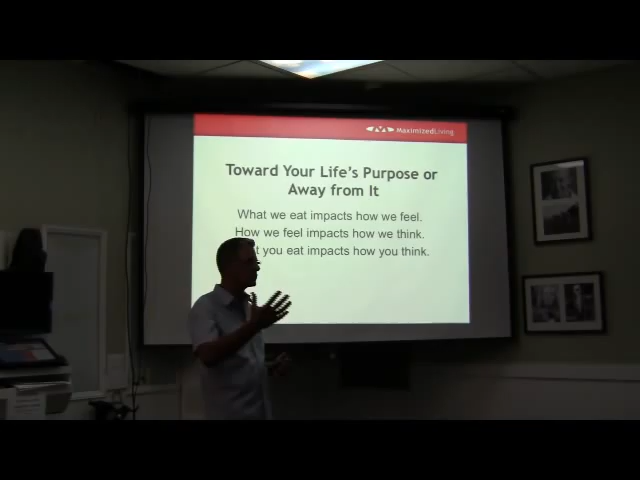 MaximizedLiving
Toward Your Life's Purpose or
Away from It
What we eat impacts how we feel.
How we feel impacts how we think.
you eat impacts how you think.